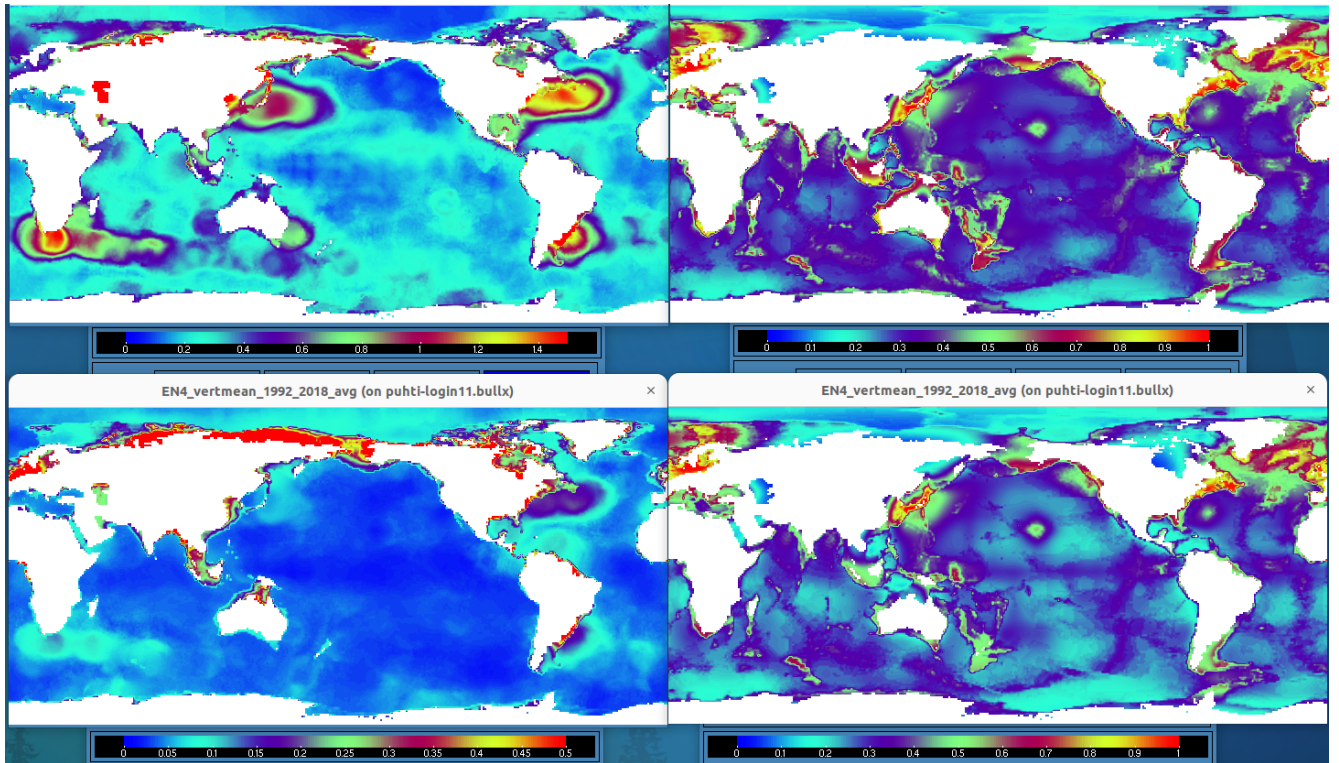 0 0.2 0.4 0.6 0.8 1 1.2 1.4
0 0.1 0.2 0.3 0.4 0.5 0.6 0.7 0.8 0.9 1
EN4_vertmean_1992_2018_avg (on puhti-login11.bullx) ×
EN4_vertmean_1992_2018_avg (on puhti-login11.bullx) ×
0 0.05 0.1 0.15 0.2 0.25 0.3 0.35 0.4 0.45 0.5
0 0.1 0.2 0.3 0.4 0.5 0.6 0.7 0.8 0.9 1